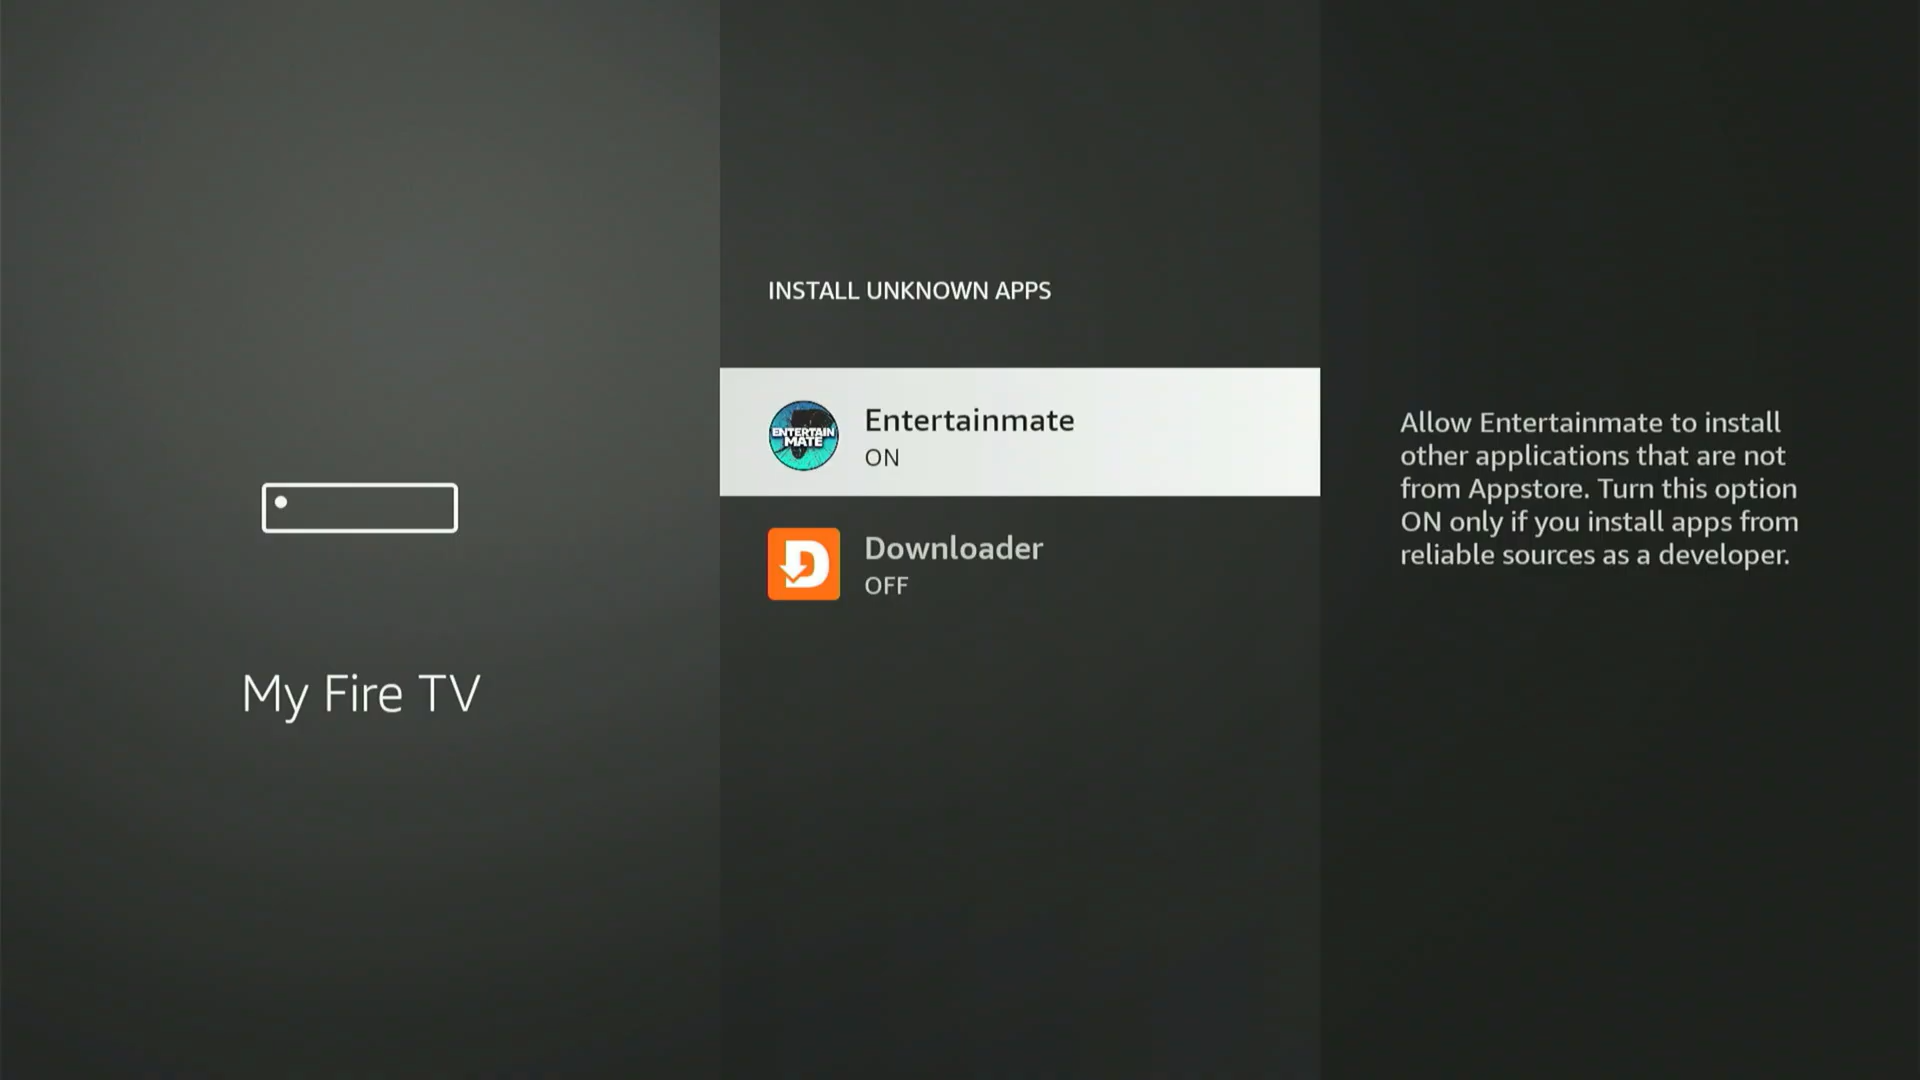 INSTALL UNKNOWN APPS
ENTERTAIN
MATE
Entertainmate
ON
D
Downloader
OFF
My Fire TV
Allow Entertainmate to install
other applications that are not
from Appstore. Turn this option
ON only if you install apps from
reliable sources as a developer.